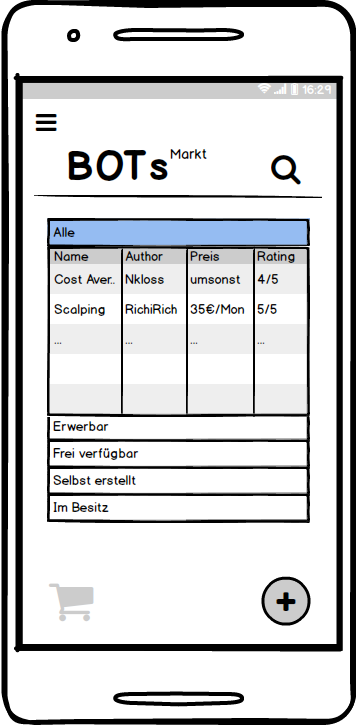 16:29
BOTs Markt
Alle
Name Author Preis Rating
Cost Aver.. Nkloss umsonst 4/5
Scalping RichiRich 35€/Mon 5/5
... ... ... ...
Erwerbar
Frei verfügbar
Selbst erstellt
Im Besitz